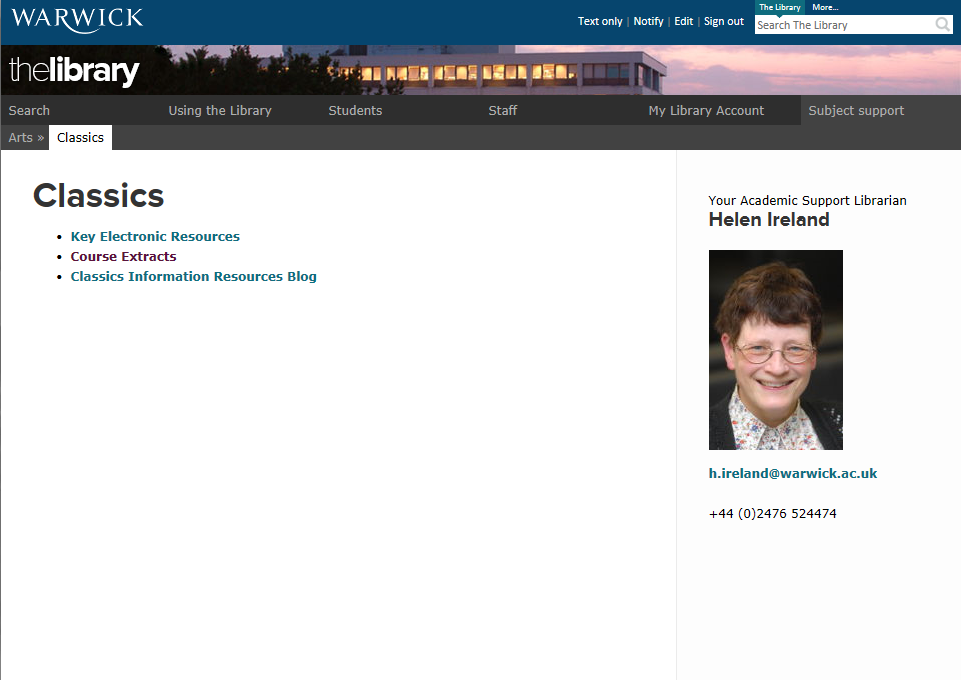 WARWICK
Text only | Notify | Edit | Sign out
The Library More...
Search The Library
thelibrary
Search Using the Library Students Staff My Library Account Subject support
Arts » Classics
Classics
• Key Electronic Resources
• Course Extracts
• Classics Information Resources Blog
Your Academic Support Librarian
Helen Ireland
h.ireland@warwick.ac.uk
+44 (0)2476 524474